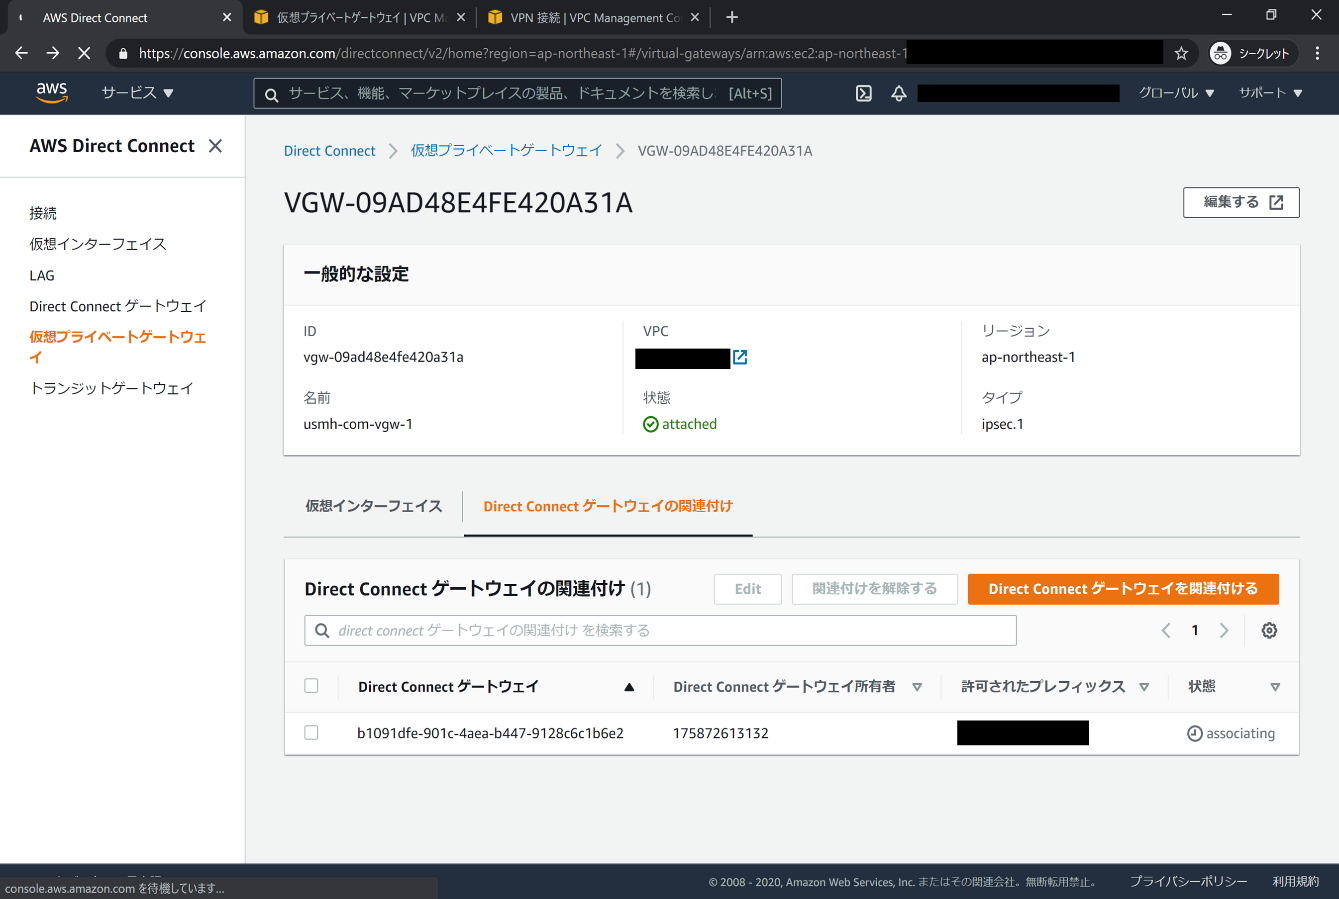 AWS Direct Connect
仮想プライベートゲートウェイ | VPC M
VPN 接続 | VPC Management Co
https://console.aws.amazon.com/directconnect/v2/home?region=ap-northeast-1#/virtual-gateways/arn:aws:ec2:ap-northeast-1
シークレット
aws
サービス
サービス、機能、マーケットプレイスの製品、ドキュメントを検索し
[Alt+S]
グローバル
サポート
AWS Direct Connect
接続
仮想インターフェイス
LAG
Direct Connect ゲートウェイ
仮想プライベートゲートウェ
イ
トランジットゲートウェイ
Direct Connect
仮想プライベートゲートウェイ
VGW-09AD48E4FE420A31A
VGW-09AD48E4FE420A31A
編集する
一般的な設定
ID
vgw-09ad48e4fe420a31a
名前
usmh-com-vgw-1
VPC
状態
attached
リージョン
ap-northeast-1
タイプ
ipsec.1
仮想インターフェイス
Direct Connect ゲートウェイの関連付け
Direct Connect ゲートウェイの関連付け (1)
Edit
関連付けを解除する
Direct Connect ゲートウェイを関連付ける
direct connect ゲートウェイの関連付け を検索する
1
Direct Connect ゲートウェイ
Direct Connect ゲートウェイ所有者
許可されたプレフィックス
状態
b1091dfe-901c-4aea-b447-9128c6c1b6e2
175872613132
associating
console.aws.amazon.com を待機しています...
© 2008 - 2020, Amazon Web Services, Inc. またはその関連会社。無断転用禁止。
プライバシーポリシー
利用規約